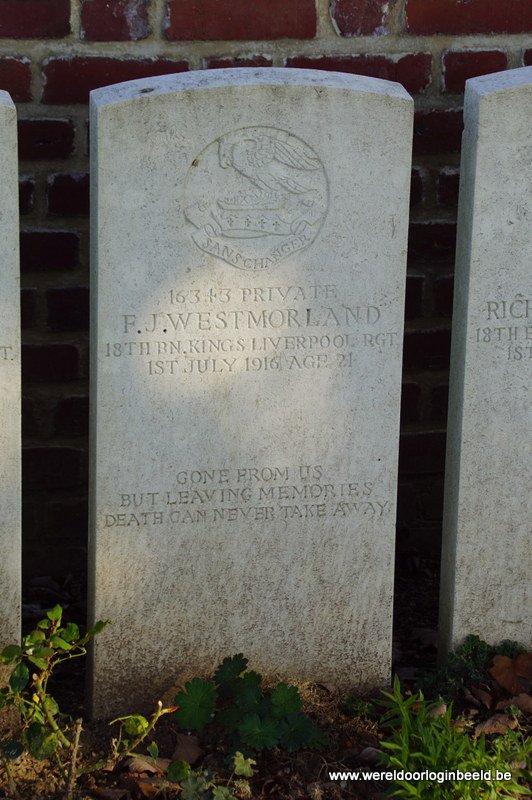 SANS CHANGER
16343 PRIVATE
F. J. WESTMORLAND
18TH BN. KINGS LIVERPOOL RGT.
1ST JULY 1916 AGE 21
GONE FROM US
BUT LEAVING MEMORIES
DEATH CAN NEVER TAKE AWAY.
T.
RICH
18TH B
1ST
www.wereldoorloginbeeld.be